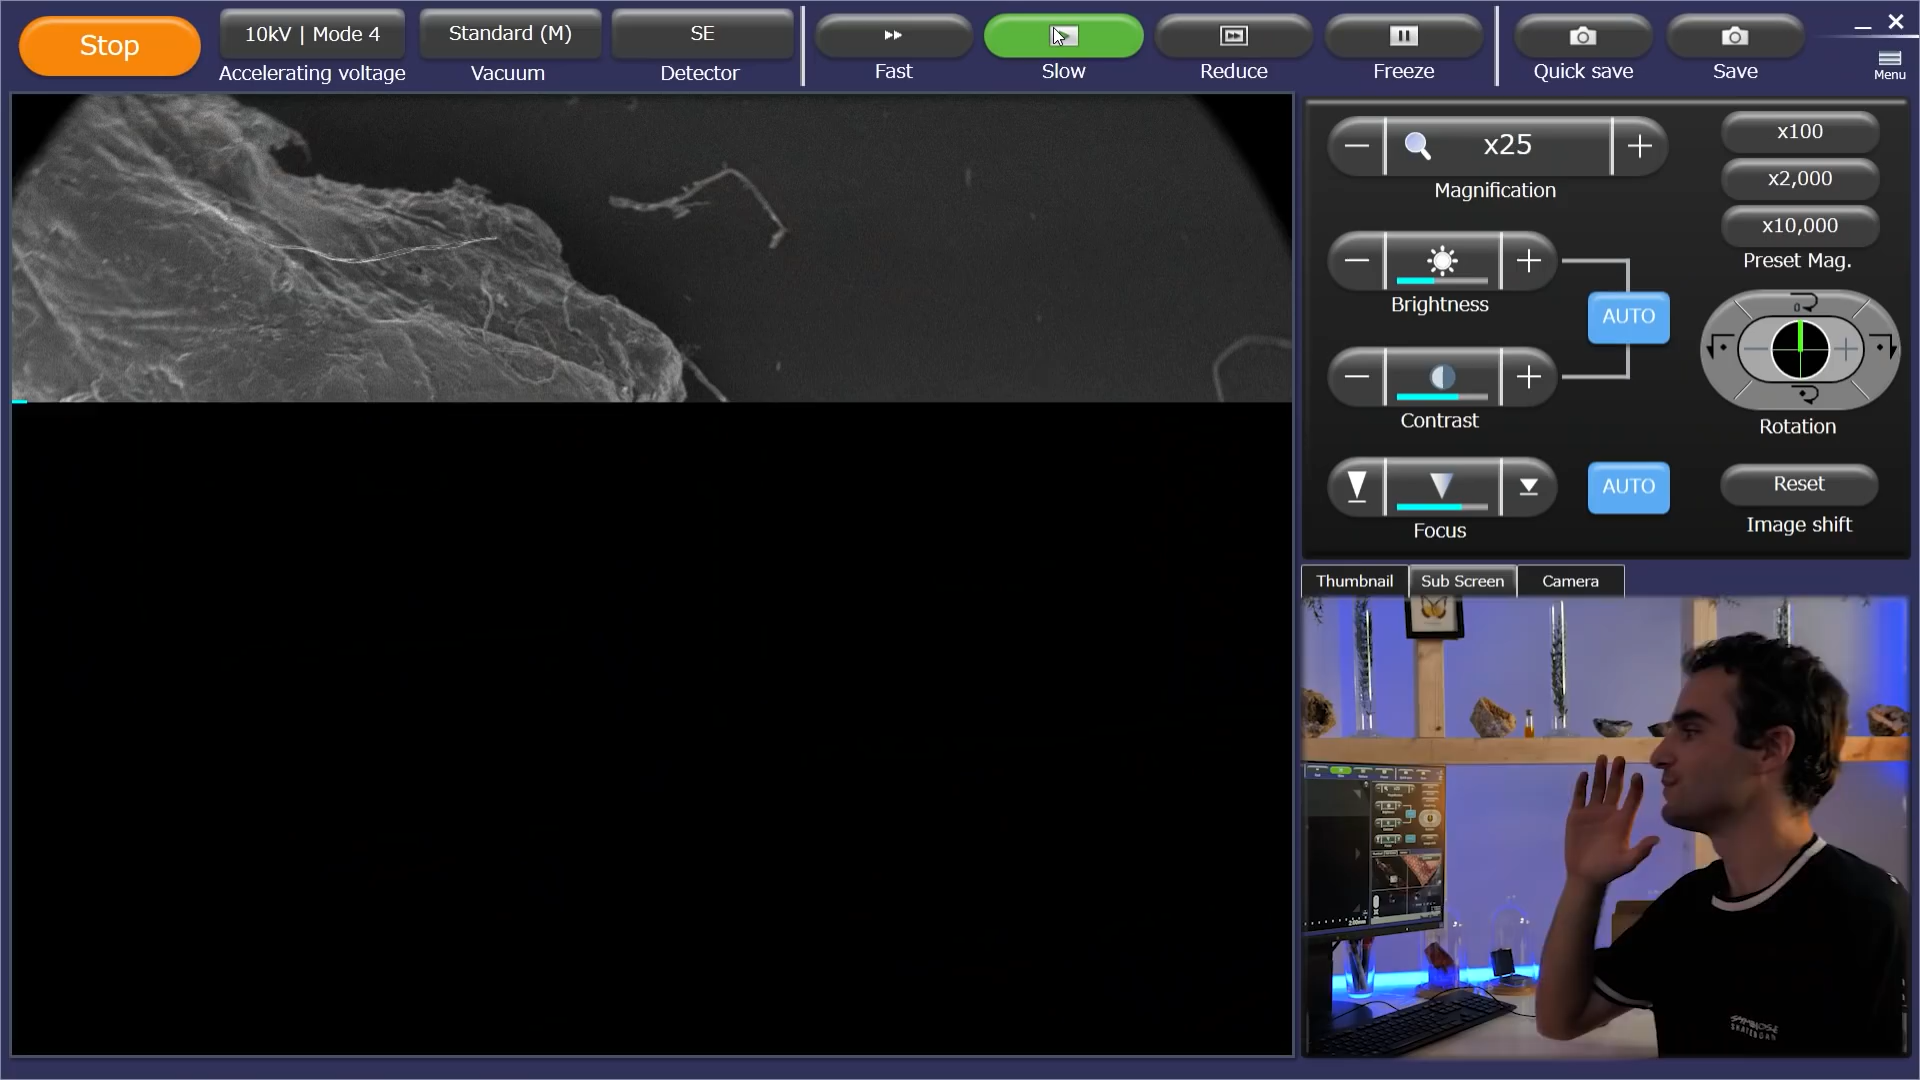 Stop
10kV | Mode 4
Accelerating voltage
Standard (M)
Vacuum
SE
Detector
Fast
Slow
Reduce
Freeze
Quick save
Save
Menu
x25
Magnification
x100
x2,000
x10,000
Preset Mag.
Brightness
AUTO
Contrast
0
Rotation
Focus
AUTO
Reset
Image shift
Thumbnail
Sub Screen
Camera